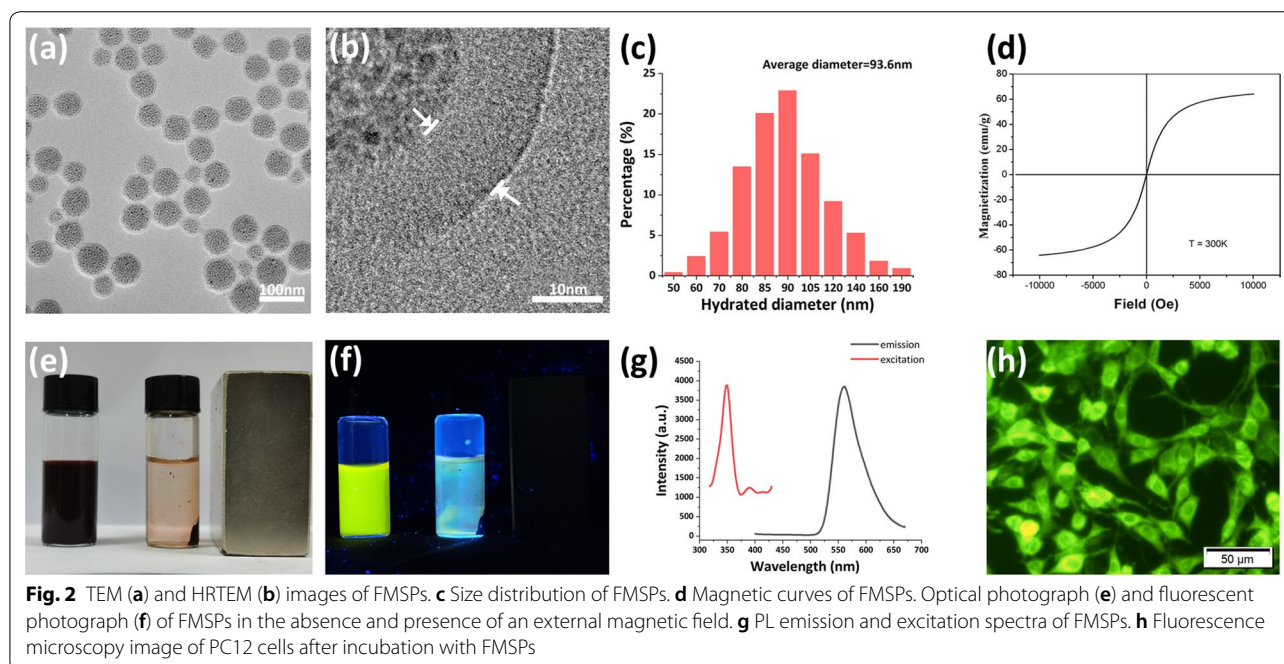 (a)
100nm
(b)
10nm
(c)
Average diameter=93.6nm
25
20
15
10
5
0
Percentage (%)
50 60 70 80 85 90 105 120 140 160 190
Hydrated diameter (nm)
(d)
80
60
40
20
0
-20
-40
-60
-80
Magnietization (emu/g)
T = 300K
-10000 -5000 0 5000 10000
Field (Oe)
(e)
(f)
(g)
emission
excitation
4500
4000
3500
3000
2500
2000
1500
1000
500
0
Intensity (a.u.)
300 350 400 450 500 550 600 650 700
Wavelength (nm)
(h)
50 µm
Fig. 2 TEM (a) and HRTEM (b) images of FMSPs. c Size distribution of FMSPs. d Magnetic curves of FMSPs. Optical photograph (e) and fluorescent
photograph (f) of FMSPs in the absence and presence of an external magnetic field. g PL emission and excitation spectra of FMSPs. h Fluorescence
microscopy image of PC12 cells after incubation with FMSPs